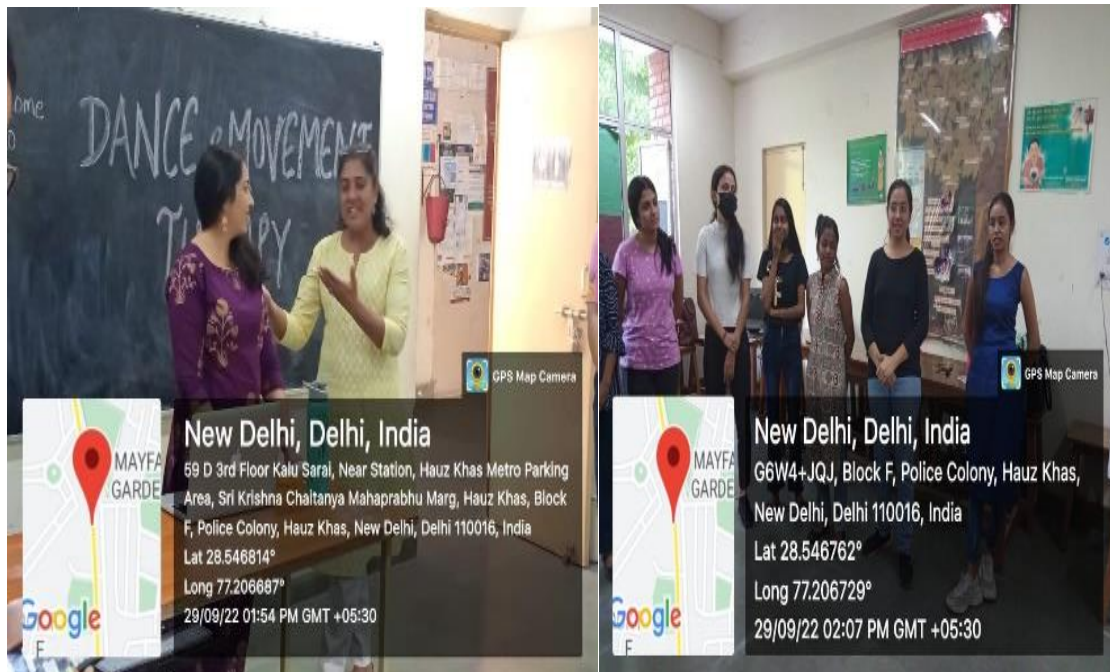 ome
DANCE & MOVEMENT
THERAPY
GPS Map Camera
MAYFA
GARDE
Google
F
New Delhi, Delhi, India
59 D 3rd Floor Kalu Sarai, Near Station, Hauz Khas Metro Parking
Area, Sri Krishna Chaitanya Mahaprabhu Marg, Hauz Khas, Block
F, Police Colony, Hauz Khas, New Delhi, Delhi 110016, India
Lat 28.546814°
Long 77.206687°
29/09/22 01:54 PM GMT +05:30
GPS Map Camera
MAYFA
GARDE
Google
F
New Delhi, Delhi, India
G6W4+JQJ, Block F, Police Colony, Hauz Khas,
New Delhi, Delhi 110016, India
Lat 28.546762°
Long 77.206729°
29/09/22 02:07 PM GMT +05:30